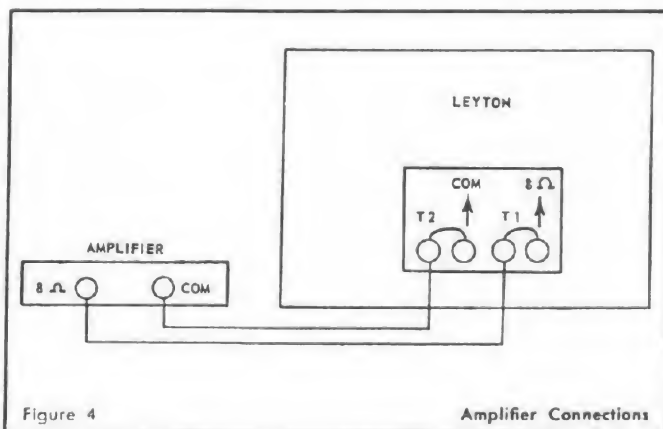 LEYTON
COM 8 Ω
T2 T1
AMPLIFIER
8 Ω COM
Figure 4 Amplifier Connections